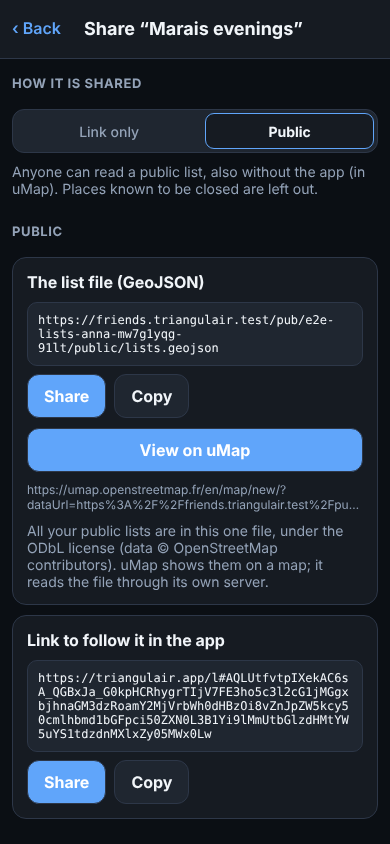 ‹ Back Share “Marais evenings”
HOW IT IS SHARED
Link only Public
Anyone can read a public list, also without the app (in
uMap). Places known to be closed are left out.
PUBLIC
The list file (GeoJSON)
https://friends.triangulair.test/pub/e2e-
lists-anna-mw7g1yqg-
91lt/public/lists.geojson
Share Copy
View on uMap
https://umap.openstreetmap.fr/en/map/new/?
dataUrl=https%3A%2F%2Ffriends.triangulair.test%2Fpu…
All your public lists are in this one file, under the
ODbL license (data © OpenStreetMap
contributors). uMap shows them on a map; it
reads the file through its own server.
Link to follow it in the app
https://triangulair.app/l#AQLUtfvtpIXekAC6s
A_QGBxJa_G0kpHCRhygrTIjV7FE3ho5c3l2cG1jMGgx
bjhnaGM3dzRoamY2MjVrbWh0dHBzOi8vZnJpZW5kcy5
0cmlhbmd1bGFpci50ZXN0L3B1Yi9lMmUtbGlzdHMtYW
5uYS1tdzdnMXlxZy05MWx0Lw
Share Copy